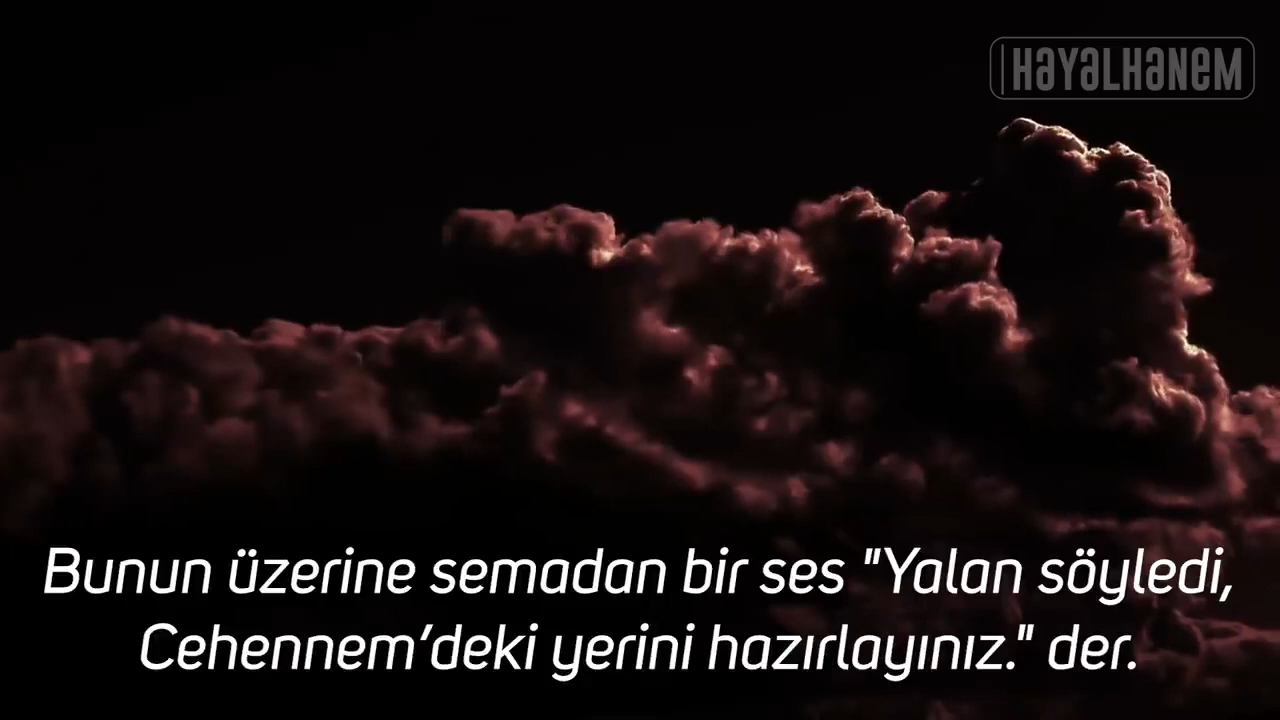 HAYALHANEM
Bunun üzerine semadan bir ses "Yalan söyledi,
Cehennem’deki yerini hazırlayınız." der.